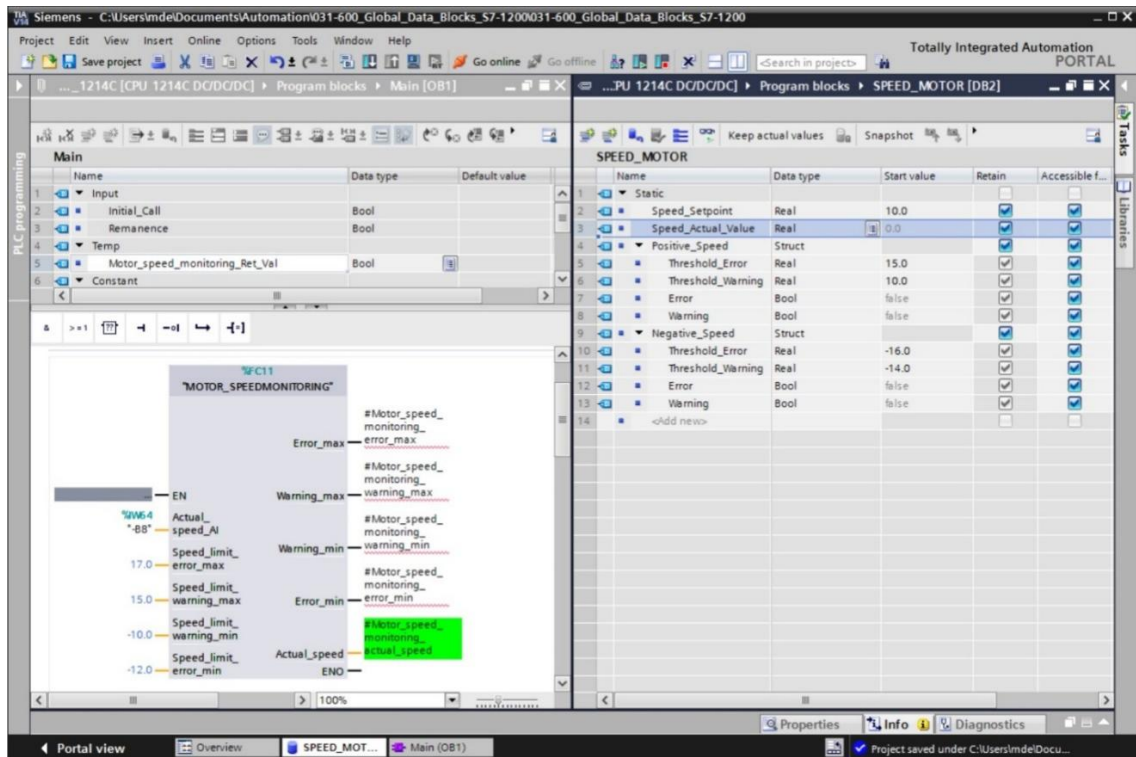 Siemens - C:\Users\mde\Documents\Automation\031-600_Global_Data_Blocks_S7-1200\031-600_Global_Data_Blocks_S7-1200
Project Edit View Insert Online Options Tools Window Help
Totally Integrated Automation
PORTAL
Save project Go online Go offline <Search in project>
..._1214C [CPU 1214C DC/DC/DC] Program blocks Main [OB1]
...PU 1214C DC/DC/DC] Program blocks SPEED_MOTOR [DB2]
Keep actual values Snapshot
PLC programming
Tasks
Libraries
Main
Name Data type Default value
1 Input
2 Initial_Call Bool
3 Remanence Bool
4 Temp
5 Motor_speed_monitoring_Ret_Val Bool
6 Constant
SPEED_MOTOR
Name Data type Start value Retain Accessible f...
1 Static
2 Speed_Setpoint Real 10.0
3 Speed_Actual_Value Real 0.0
4 Positive_Speed Struct
5 Threshold_Error Real 15.0
6 Threshold_Warning Real 10.0
7 Error Bool false
8 Warning Bool false
9 Negative_Speed Struct
10 Threshold_Error Real -16.0
11 Threshold_Warning Real -14.0
12 Error Bool false
13 Warning Bool false
14 <Add new>
& >=1 ??
%FC11
"MOTOR_SPEEDMONITORING"
#Motor_speed_
monitoring_
Error_max error_max
#Motor_speed_
monitoring_
... EN Warning_max warning_max
%IW64 Actual_
"-B8" speed_AI
#Motor_speed_
monitoring_
Warning_min warning_min
Speed_limit_
17.0 error_max
#Motor_speed_
monitoring_
Error_min error_min
Speed_limit_
15.0 warning_max
Speed_limit_
-10.0 warning_min
#Motor_speed_
monitoring_
Actual_speed actual_speed
Speed_limit_
-12.0 error_min
ENO
100%
Properties Info Diagnostics
Portal view Overview SPEED_MOT... Main (OB1)
Project saved under C:\Users\mde\Docu...